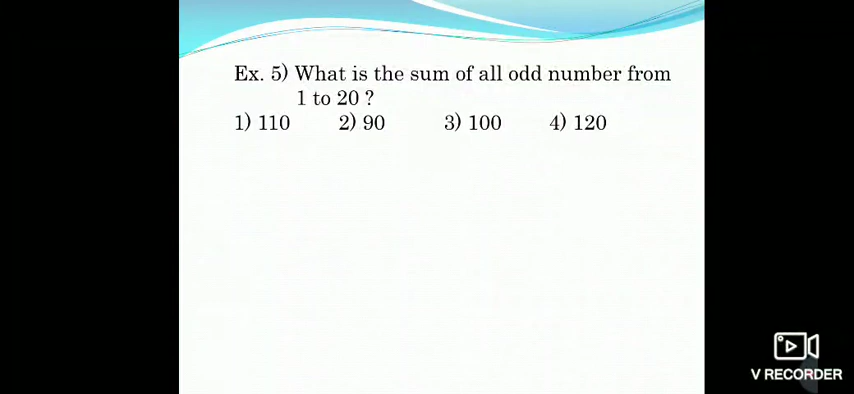 Ex. 5) What is the sum of all odd number from
1 to 20 ?
1) 110 2) 90 3) 100 4) 120
V RECORDER